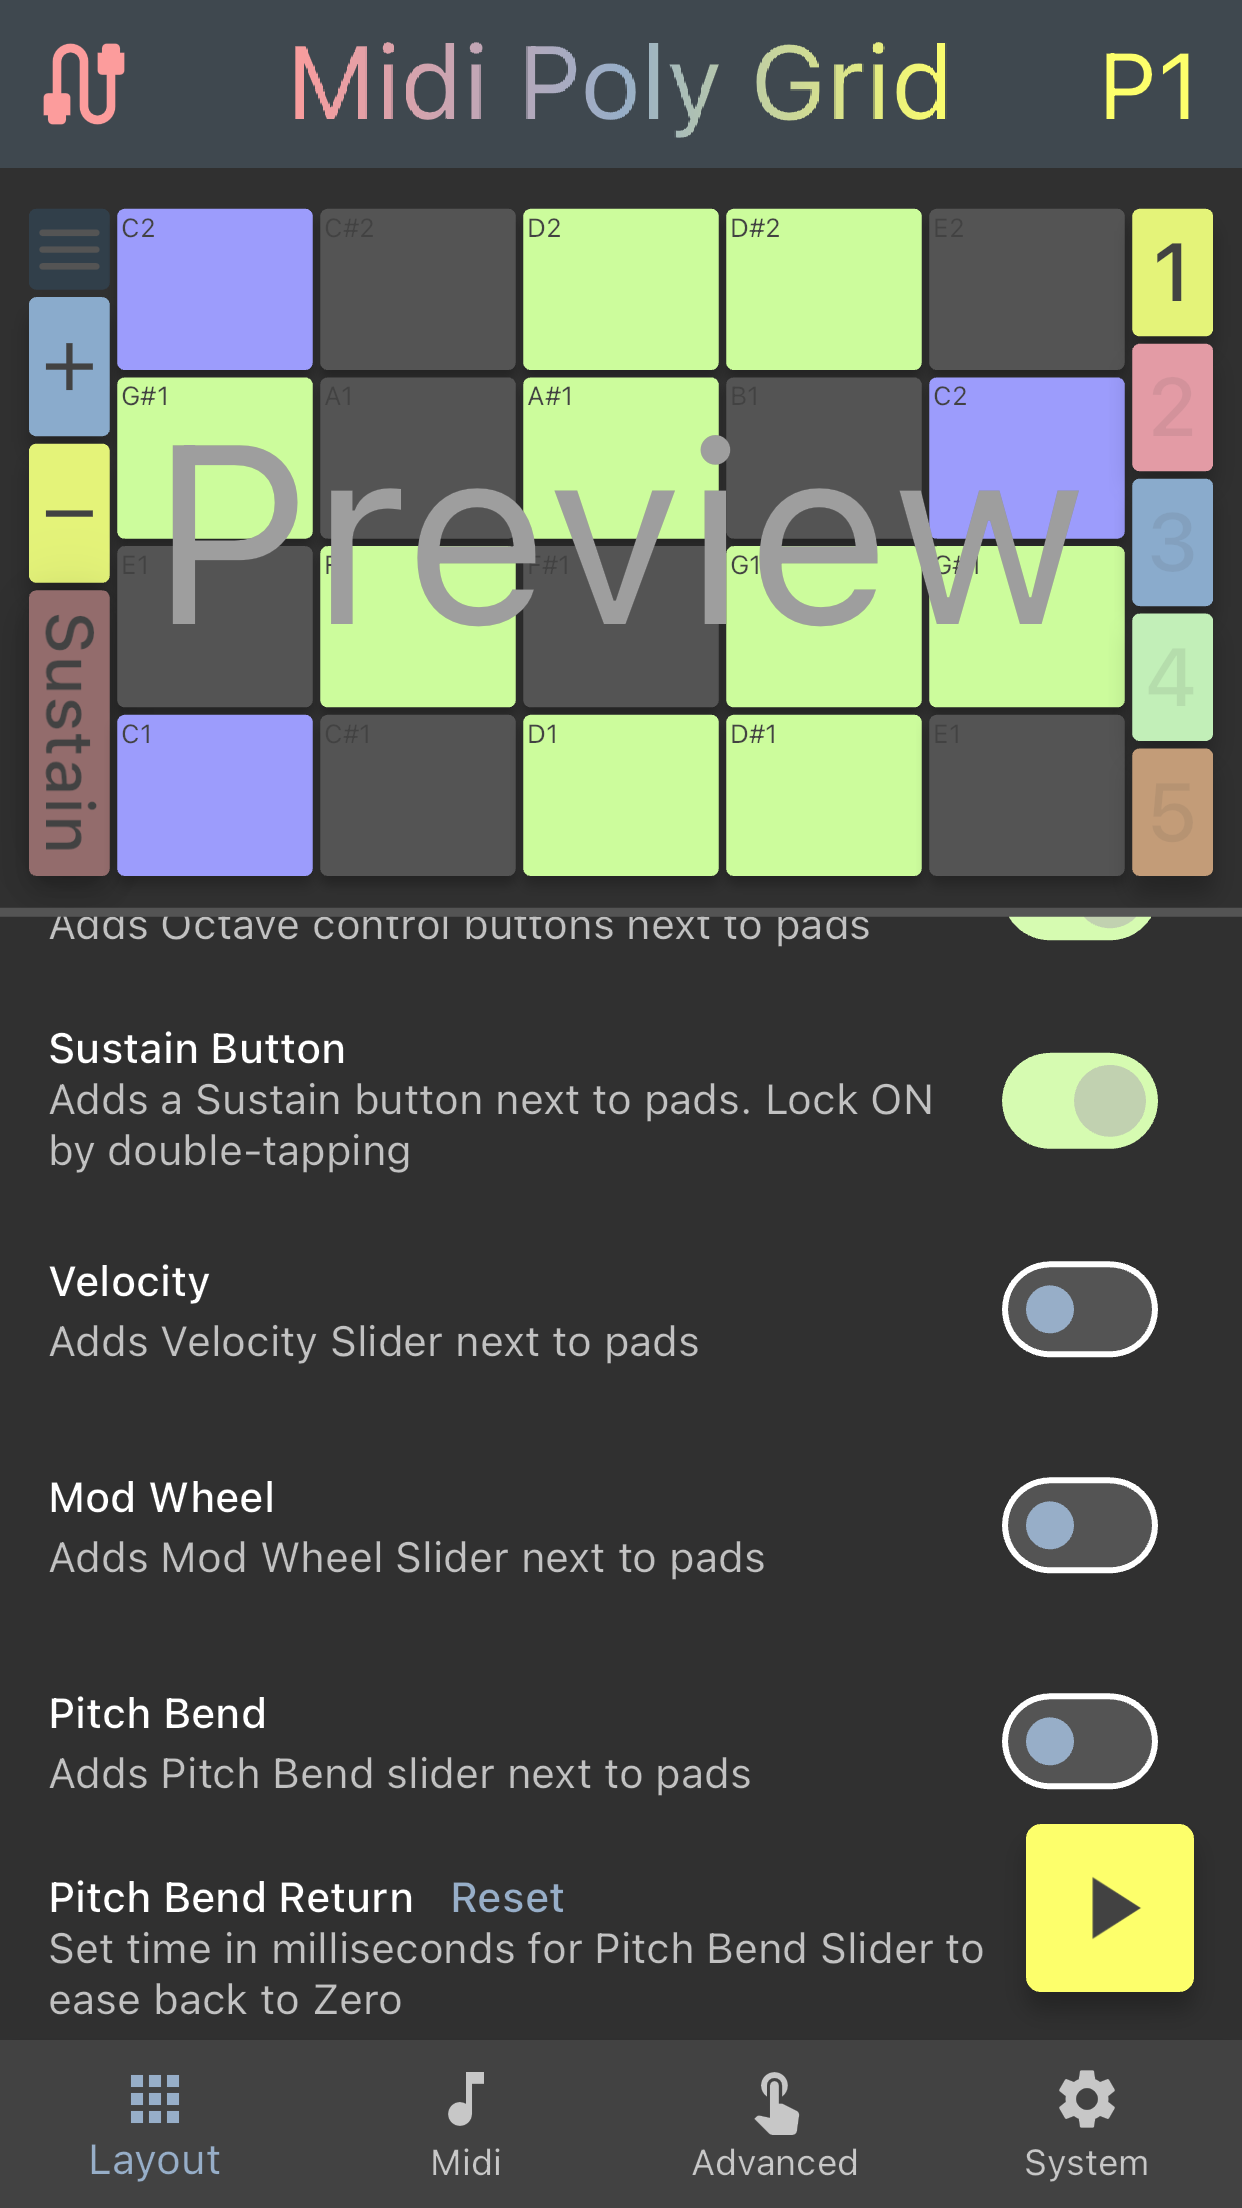 Midi Poly Grid P1
C2 C#2 D2 D#2 E2 1
+
G#1 A1 A#1 B1 C2 2
Preview
−
3
E1 F#1 G1 G#1
Sustain
4
C1 C#1 D1 D#1 E1
5
Adds Octave control buttons next to pads
Sustain Button
Adds a Sustain button next to pads. Lock ON
by double-tapping
Velocity
Adds Velocity Slider next to pads
Mod Wheel
Adds Mod Wheel Slider next to pads
Pitch Bend
Adds Pitch Bend slider next to pads
Pitch Bend Return Reset
Set time in milliseconds for Pitch Bend Slider to
ease back to Zero
Layout Midi Advanced System